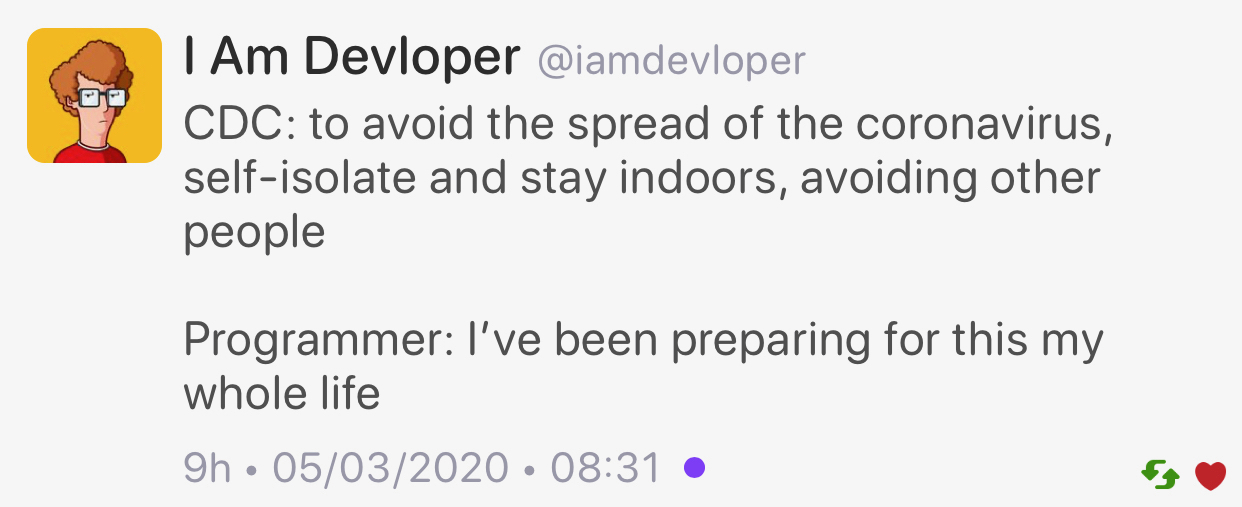 I Am Devloper @iamdevloper
CDC: to avoid the spread of the coronavirus,
self-isolate and stay indoors, avoiding other
people
Programmer: I've been preparing for this my
whole life
9h • 05/03/2020 • 08:31